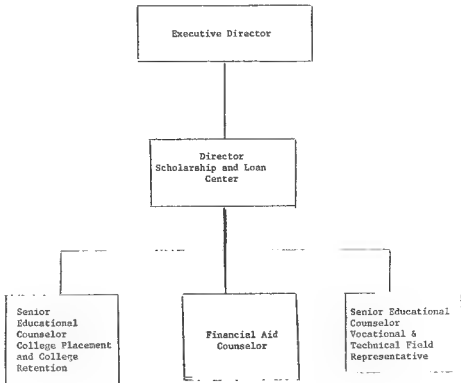 Executive Director
Director
Scholarship and Loan
Center
Senior
Educational
Counselor
College Placement
and College
Retention
Financial Aid
Counselor
Senior Educational
Counselor
Vocational &
Technical Field
Representative